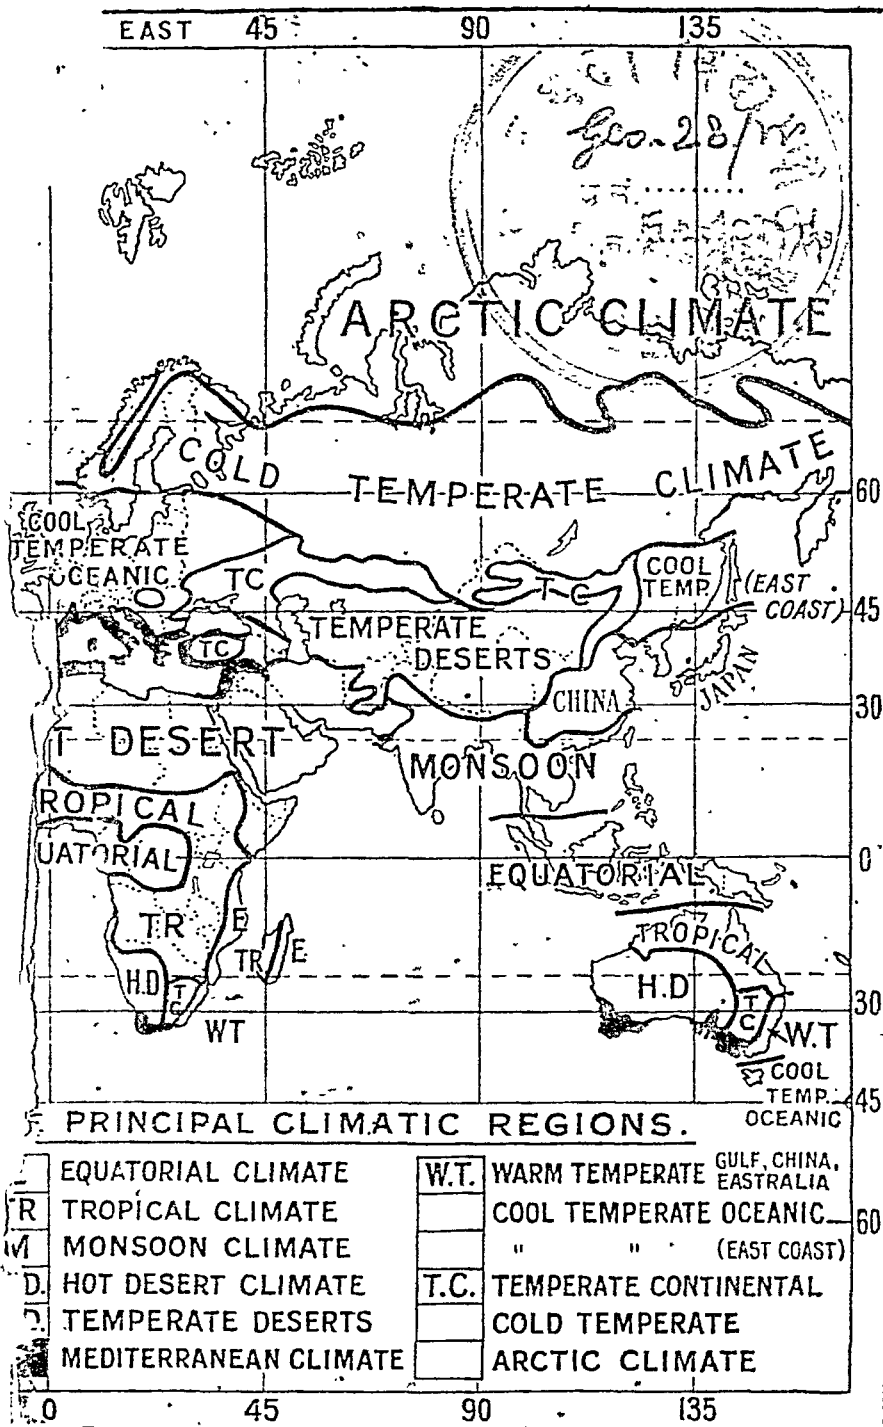 EAST 45 90 135
Geo.-28
ARCTIC CLIMATE
COLD TEMPERATE CLIMATE
60
COOL
TEMPERATE
OCEANIC
TC
T C
COOL
TEMP.
(EAST
COAST)
45
TC
TEMPERATE
DESERTS
CHINA
JAPAN
30
T DESERT
MONSOON
ROPICAL
UATORIAL
0
EQUATORIAL
TR
E
TR E
TROPICAL
H.D
T
C
H.D
T
C
30
WT
W.T
COOL
TEMP.
OCEANIC
45
PRINCIPAL CLIMATIC REGIONS.
EQUATORIAL CLIMATE
R TROPICAL CLIMATE
M MONSOON CLIMATE
D. HOT DESERT CLIMATE
D. TEMPERATE DESERTS
MEDITERRANEAN CLIMATE
W.T. WARM TEMPERATE GULF, CHINA,
EASTRALIA
COOL TEMPERATE OCEANIC
60
" " (EAST COAST)
T.C. TEMPERATE CONTINENTAL
COLD TEMPERATE
ARCTIC CLIMATE
0 45 90 135